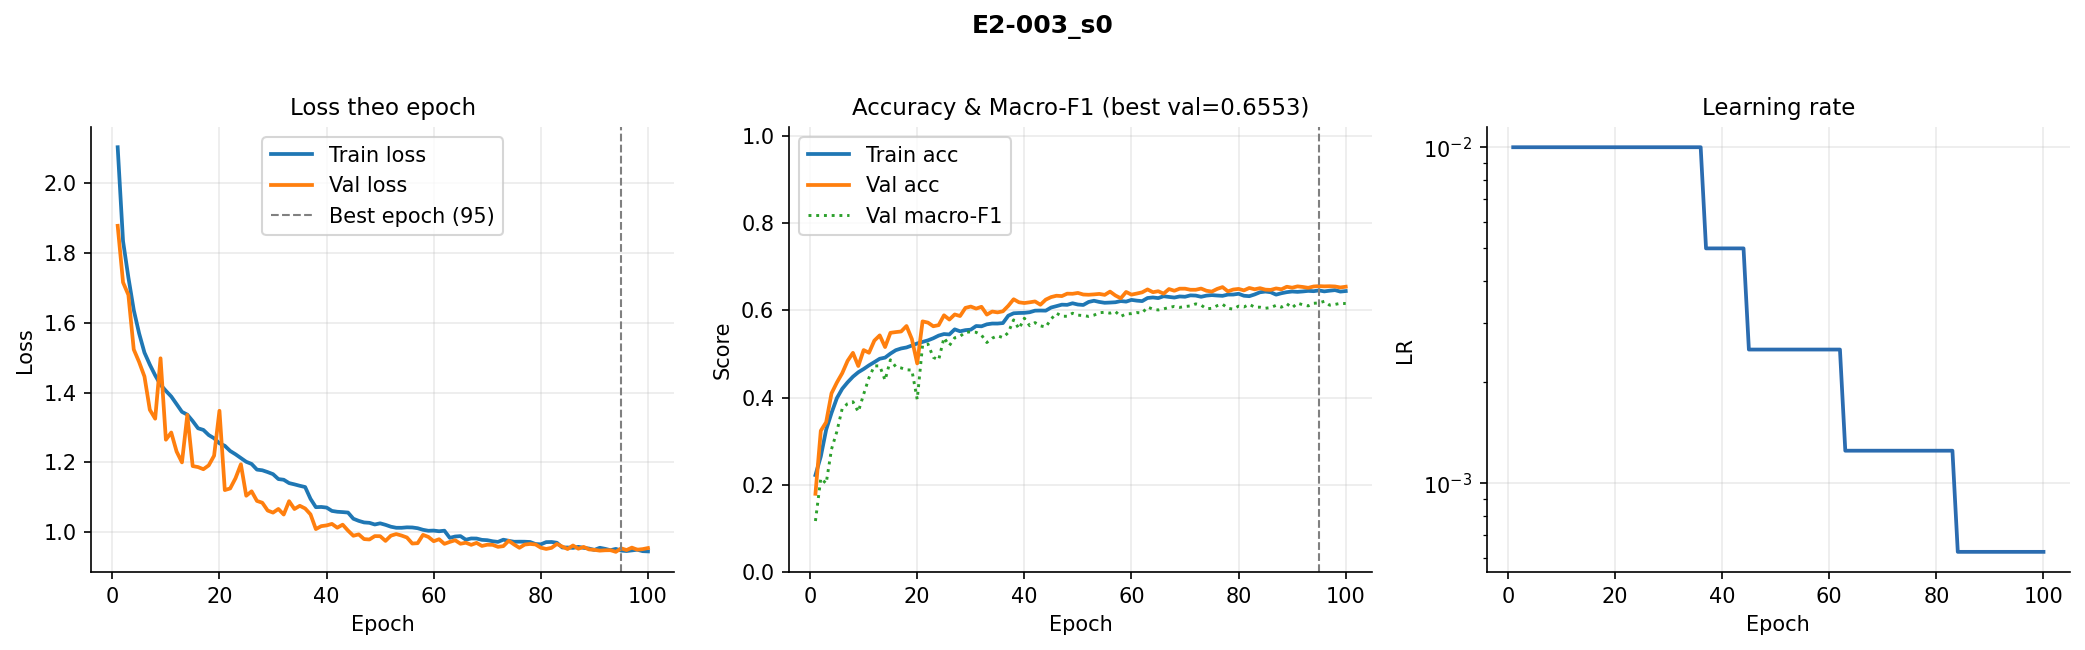 E2-003_s0
Loss theo epoch
Train loss
Val loss
Best epoch (95)
2.0
1.8
1.6
1.4
1.2
1.0
Loss
0 20 40 60 80 100
Epoch
Accuracy & Macro-F1 (best val=0.6553)
Train acc
Val acc
Val macro-F1
1.0
0.8
0.6
0.4
0.2
0.0
Score
0 20 40 60 80 100
Epoch
Learning rate
10⁻²
10⁻³
LR
0 20 40 60 80 100
Epoch